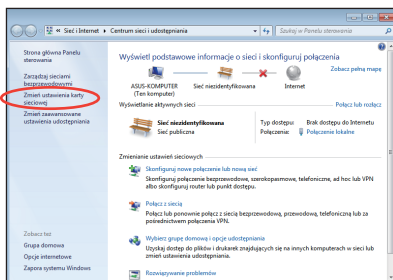 « Sieć i Internet ▸ Centrum sieci i udostępniania
Szukaj w Panelu sterowania
Strona główna Panelu
sterowania
Zarządzaj sieciami
bezprzewodowymi
Zmień ustawienia karty
sieciowej
Zmień zaawansowane
ustawienia udostępniania
Wyświetl podstawowe informacje o sieci i skonfiguruj połączenia
Zobacz pełną mapę
ASUS-KOMPUTER
(Ten komputer)
Sieć niezidentyfikowana
Internet
Wyświetlanie aktywnych sieci
Połącz lub rozłącz
Sieć niezidentyfikowana
Sieć publiczna
Typ dostępu: Brak dostępu do Internetu
Połączenia: Połączenie lokalne
Zmienianie ustawień sieciowych
Skonfiguruj nowe połączenie lub nową sieć
Skonfiguruj połączenie bezprzewodowe, szerokopasmowe, telefoniczne, ad hoc lub VPN
albo skonfiguruj router lub punkt dostępu.
Połącz z siecią
Połącz lub ponownie połącz z siecią bezprzewodową, przewodową, telefoniczną lub za
pośrednictwem połączenia VPN.
Wybierz grupę domową i opcje udostępniania
Uzyskaj dostęp do plików i drukarek znajdujących się na innych komputerach w sieci lub
zmień ustawienia udostępniania.
Rozwiązywanie problemów
Zobacz też
Grupa domowa
Opcje internetowe
Zapora systemu Windows